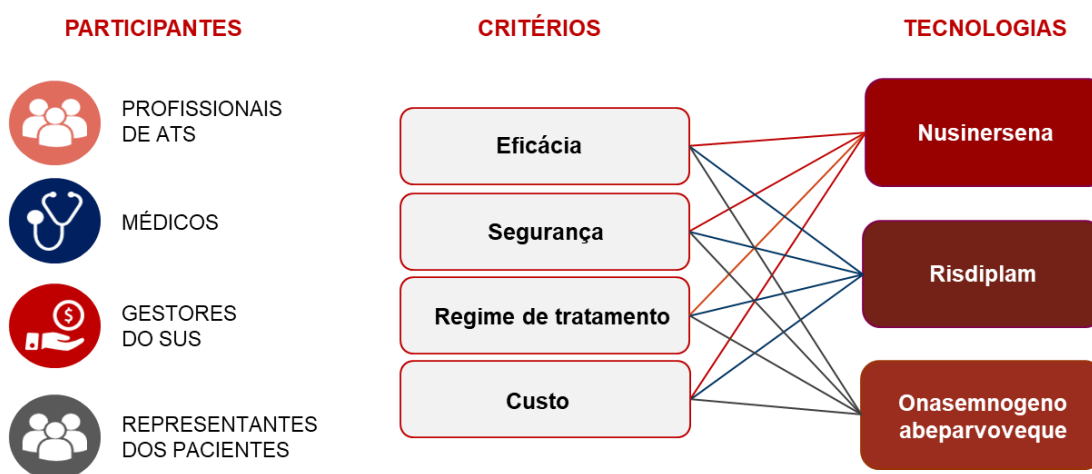 PARTICIPANTES
PROFISSIONAIS
DE ATS
MÉDICOS
GESTORES
DO SUS
REPRESENTANTES
DOS PACIENTES
CRITÉRIOS
Eficácia
Segurança
Regime de tratamento
Custo
TECNOLOGIAS
Nusinersena
Risdiplam
Onasemnogeno
abeparvoveque